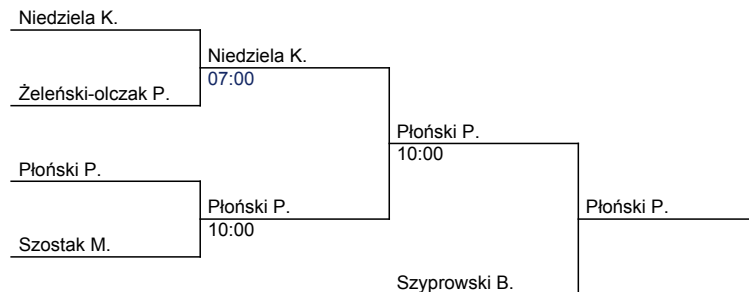 Niedziela K.
Niedziela K.
07:00
Żeleński-olczak P.
Płoński P.
10:00
Płoński P.
Płoński P.
10:00
Płoński P.
Szostak M.
Szyprowski B.